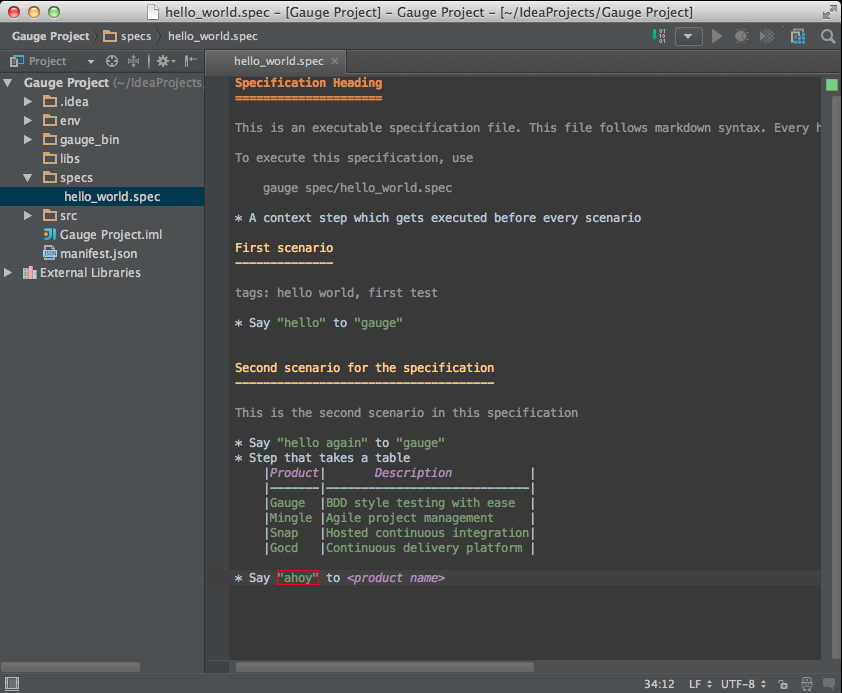 hello_world.spec - [Gauge Project] - Gauge Project - [~/IdeaProjects/Gauge Project]
Gauge Project specs hello_world.spec
Project
hello_world.spec
Gauge Project (~/IdeaProjects
.idea
env
gauge_bin
libs
specs
hello_world.spec
src
Gauge Project.iml
manifest.json
External Libraries
Specification Heading
=====================
This is an executable specification file. This file follows markdown syntax. Every h
To execute this specification, use
gauge spec/hello_world.spec
* A context step which gets executed before every scenario
First scenario
--------------
tags: hello world, first test
* Say "hello" to "gauge"
Second scenario for the specification
-------------------------------------
This is the second scenario in this specification
* Say "hello again" to "gauge"
* Step that takes a table
|Product|       Description           |
|-------|-----------------------------|
|Gauge  |BDD style testing with ease  |
|Mingle |Agile project management     |
|Snap   |Hosted continuous integration|
|Gocd   |Continuous delivery platform |
* Say "ahoy" to <product name>
34:12 LF UTF-8